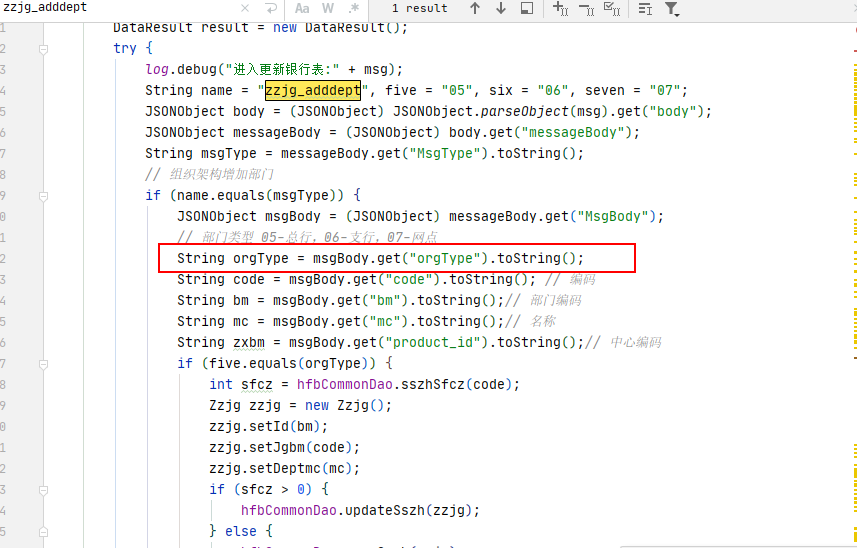 zzjg_adddept
Aa W .* 1 result
DataResult result = new DataResult();
try {
log.debug("进入更新银行表:" + msg);
String name = "zzjg_adddept", five = "05", six = "06", seven = "07";
JSONObject body = (JSONObject) JSONObject.parseObject(msg).get("body");
JSONObject messageBody = (JSONObject) body.get("messageBody");
String msgType = messageBody.get("MsgType").toString();
// 组织架构增加部门
if (name.equals(msgType)) {
JSONObject msgBody = (JSONObject) messageBody.get("MsgBody");
// 部门类型 05-总行，06-支行，07-网点
String orgType = msgBody.get("orgType").toString();
String code = msgBody.get("code").toString(); // 编码
String bm = msgBody.get("bm").toString();// 部门编码
String mc = msgBody.get("mc").toString();// 名称
String zxbm = msgBody.get("product_id").toString();// 中心编码
if (five.equals(orgType)) {
int sfcz = hfbCommonDao.sszhSfcz(code);
Zzjg zzjg = new Zzjg();
zzjg.setId(bm);
zzjg.setJgbm(code);
zzjg.setDeptmc(mc);
if (sfcz > 0) {
hfbCommonDao.updateSszh(zzjg);
} else {